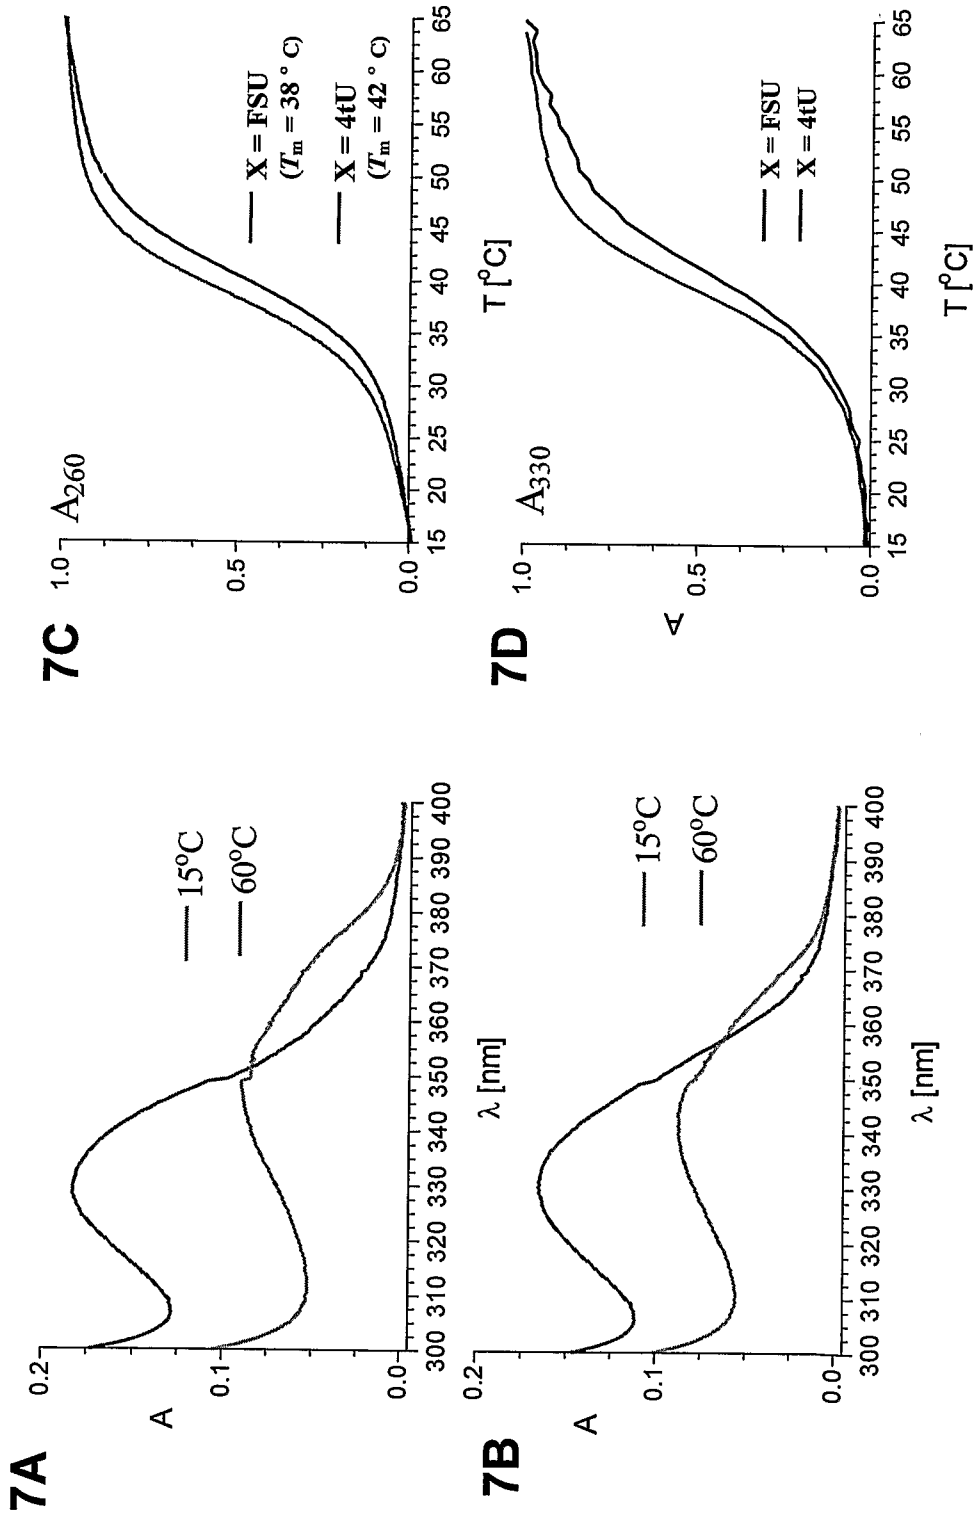 7A
0.2
0.1
0.0
A
15°C
60°C
300 310 320 330 340 350 360 370 380 390 400
λ [nm]
7B
0.2
0.1
0.0
A
15°C
60°C
300 310 320 330 340 350 360 370 380 390 400
λ [nm]
7C
1.0
0.5
0.0
A260
X = FSU
(Tm = 38 ° C)
X = 4tU
(Tm = 42 ° C)
15 20 25 30 35 40 45 50 55 60 65
T [°C]
7D
1.0
0.5
0.0
A
A330
X = FSU
X = 4tU
15 20 25 30 35 40 45 50 55 60 65
T [°C]